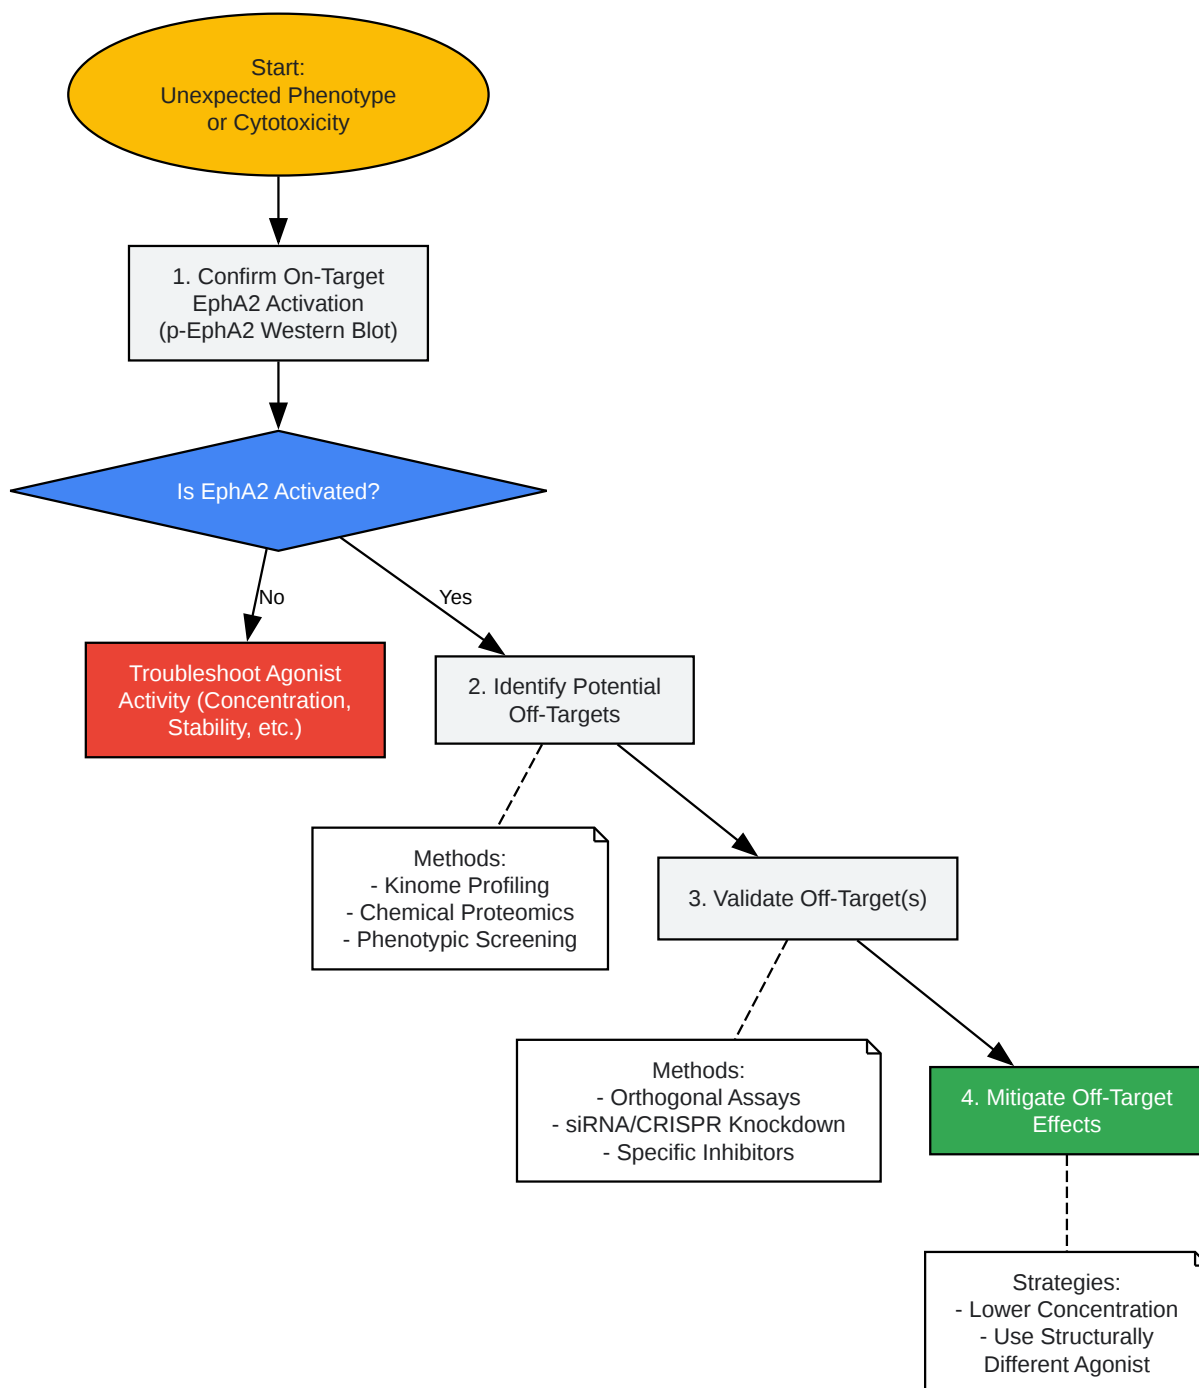 Start:
Unexpected Phenotype
or Cytotoxicity
1. Confirm On-Target
EphA2 Activation
(p-EphA2 Western Blot)
Is EphA2 Activated?
No
Yes
Troubleshoot Agonist
Activity (Concentration,
Stability, etc.)
2. Identify Potential
Off-Targets
Methods:
- Kinome Profiling
- Chemical Proteomics
- Phenotypic Screening
3. Validate Off-Target(s)
Methods:
- Orthogonal Assays
- siRNA/CRISPR Knockdown
- Specific Inhibitors
4. Mitigate Off-Target
Effects
Strategies:
- Lower Concentration
- Use Structurally
Different Agonist